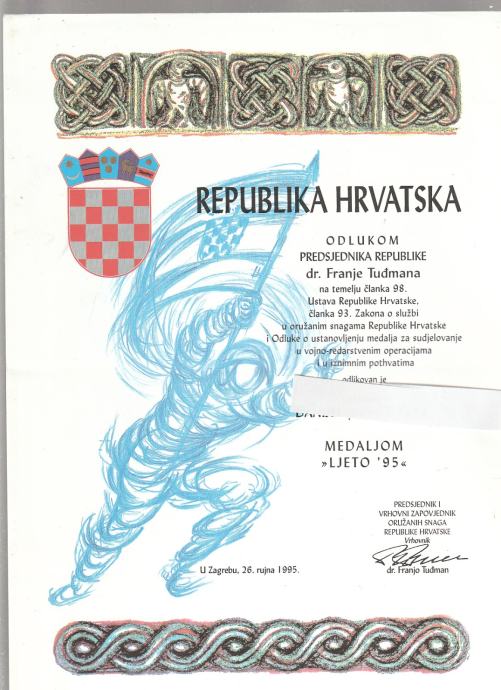 REPUBLIKA HRVATSKA
ODLUKOM
PREDSJEDNIKA REPUBLIKE
dr. Franje Tuđmana
na temelju članka 98.
Ustava Republike Hrvatske,
članka 93. Zakona o službi
u oružanim snagama Republike Hrvatske
i Odluke o ustanovljenju medalja za sudjelovanje
u vojno-redarstvenim operacijama
i u iznimnim pothvatima
odlikovan je
MEDALJOM
»LJETO '95«
PREDSJEDNIK I
VRHOVNI ZAPOVJEDNIK
ORUŽANIH SNAGA
REPUBLIKE HRVATSKE
Vrhovnik
dr. Franjo Tuđman
U Zagrebu, 26. rujna 1995.